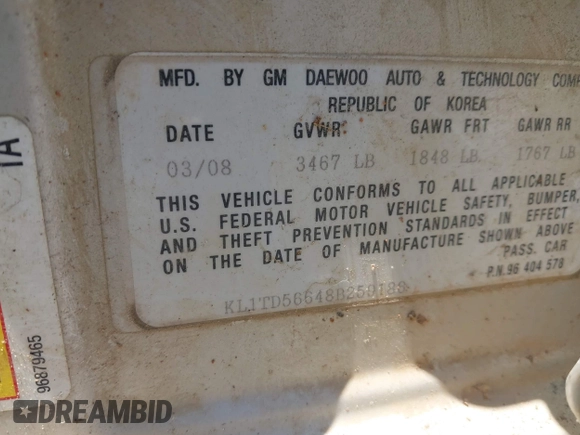 MFD. BY GM DAEWOO AUTO & TECHNOLOGY COMP
REPUBLIC OF KOREA
DATE GVWR GAWR FRT GAWR RR
03/08 3467 LB 1848 LB 1767 LB
THIS VEHICLE CONFORMS TO ALL APPLICABLE
U.S. FEDERAL MOTOR VEHICLE SAFETY, BUMPER,
AND THEFT PREVENTION STANDARDS IN EFFECT
ON THE DATE OF MANUFACTURE SHOWN ABOVE
PASS. CAR
P.N.96 404 578
96879465
DREAMBID